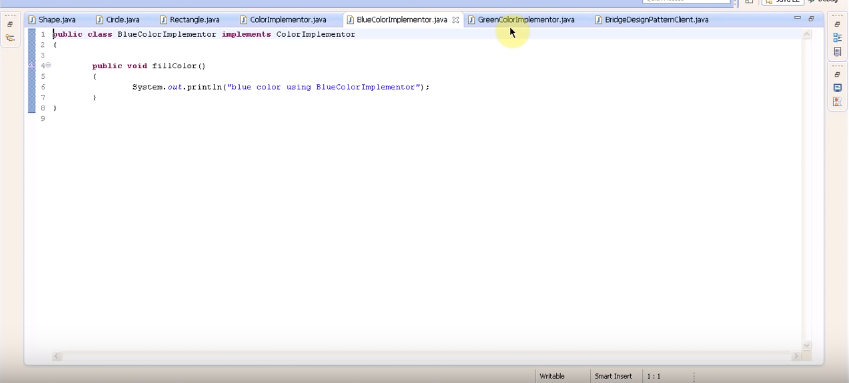 Shape.java Circle.java Rectangle.java ColorImplementor.java BlueColorImplementor.java GreenColorImplementor.java BridgeDesignPatternClient.java
1 public class BlueColorImplementor implements ColorImplementor
2 {
3
4 public void fillColor()
5 {
6 System.out.println("blue color using BlueColorImplementor");
7 }
8 }
9
Writable Smart Insert 1 : 1